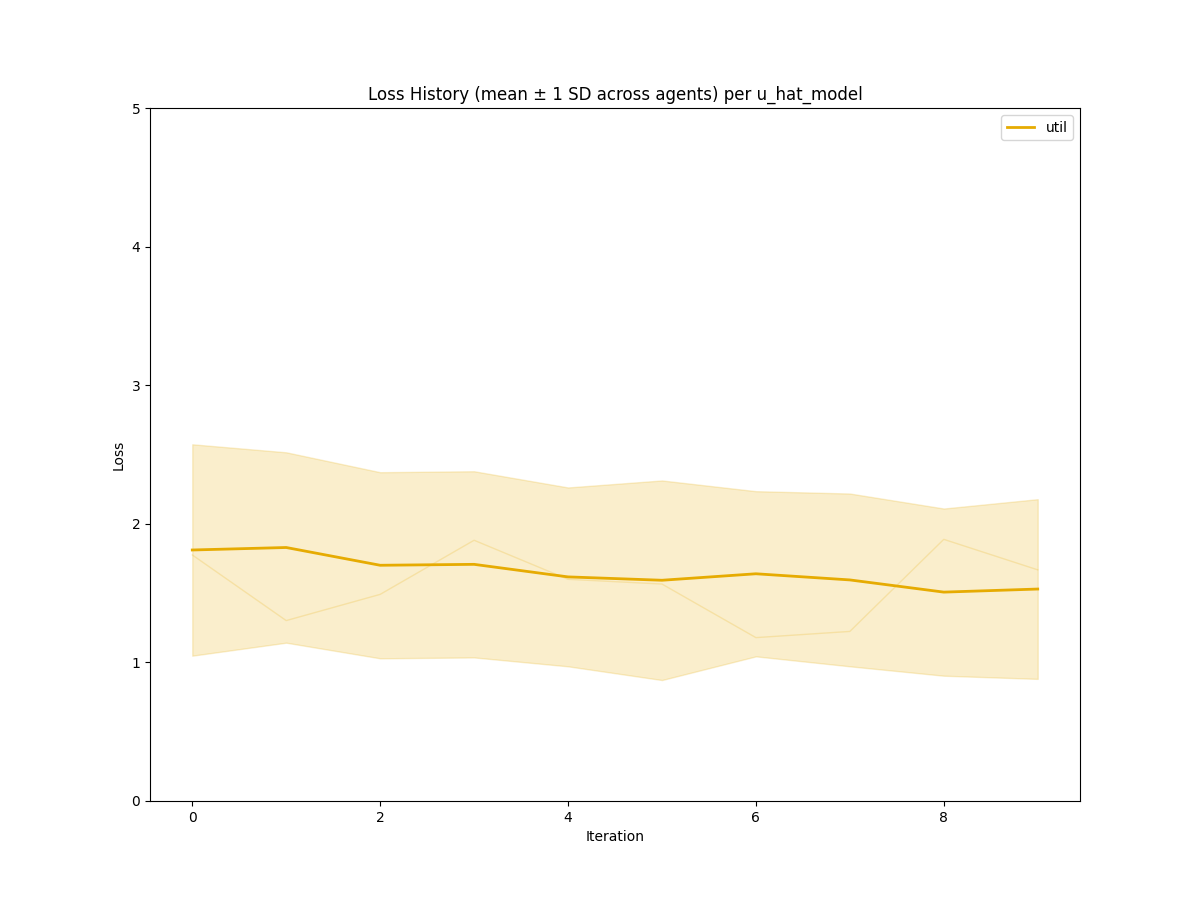 Loss History (mean ± 1 SD across agents) per u_hat_model
util
5
4
3
2
1
0
Loss
0 2 4 6 8
Iteration